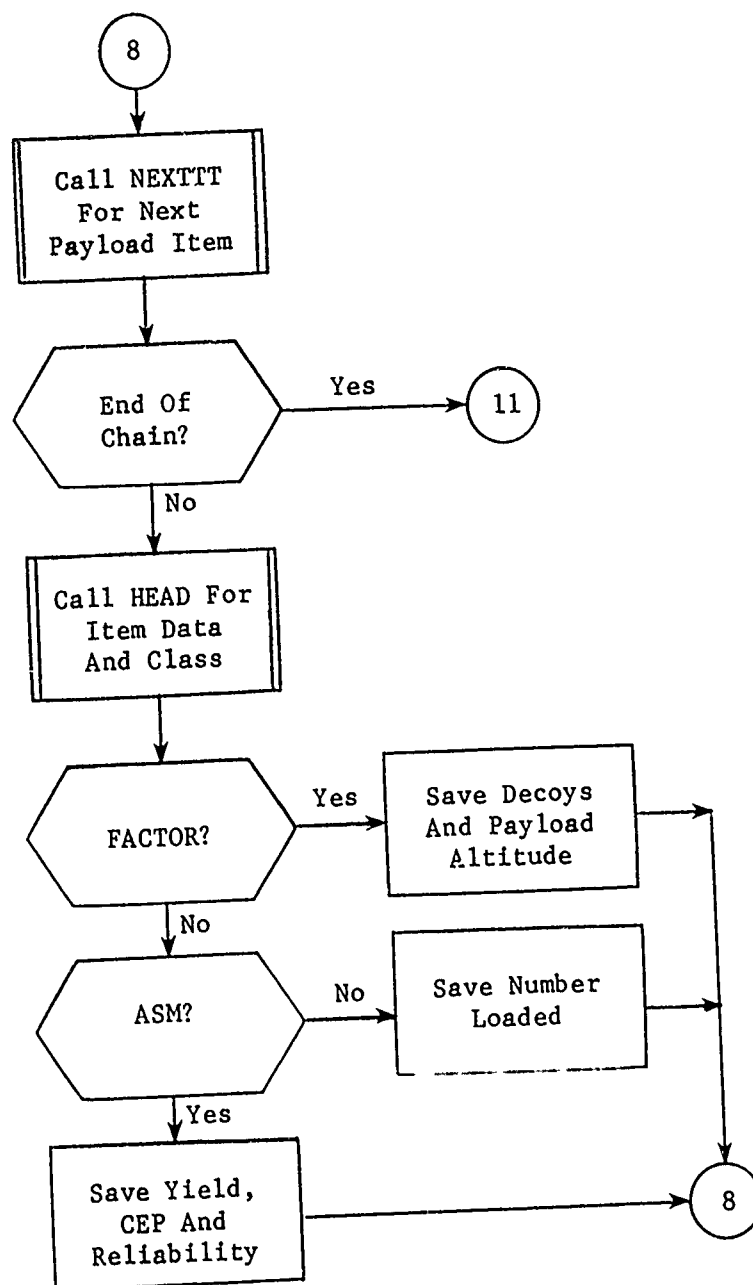 8
Call NEXTTT
For Next
Payload Item
End Of
Chain?
Yes
11
No
Call HEAD For
Item Data
And Class
FACTOR?
Yes
Save Decoys
And Payload
Altitude
No
ASM?
No
Save Number
Loaded
Yes
Save Yield,
CEP And
Reliability
8